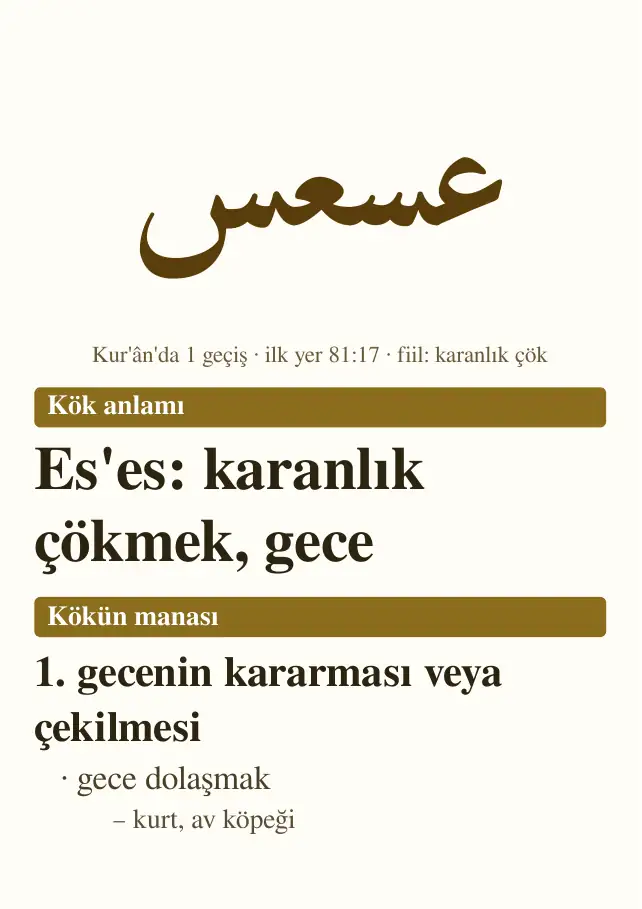 عسعس
Kur'ân'da 1 geçiş · ilk yer 81:17 · fiil: karanlık çök
Kök anlamı
Es'es: karanlık
çökmek, gece
Kökün manası
1. gecenin kararması veya
çekilmesi
· gece dolaşmak
– kurt, av köpeği